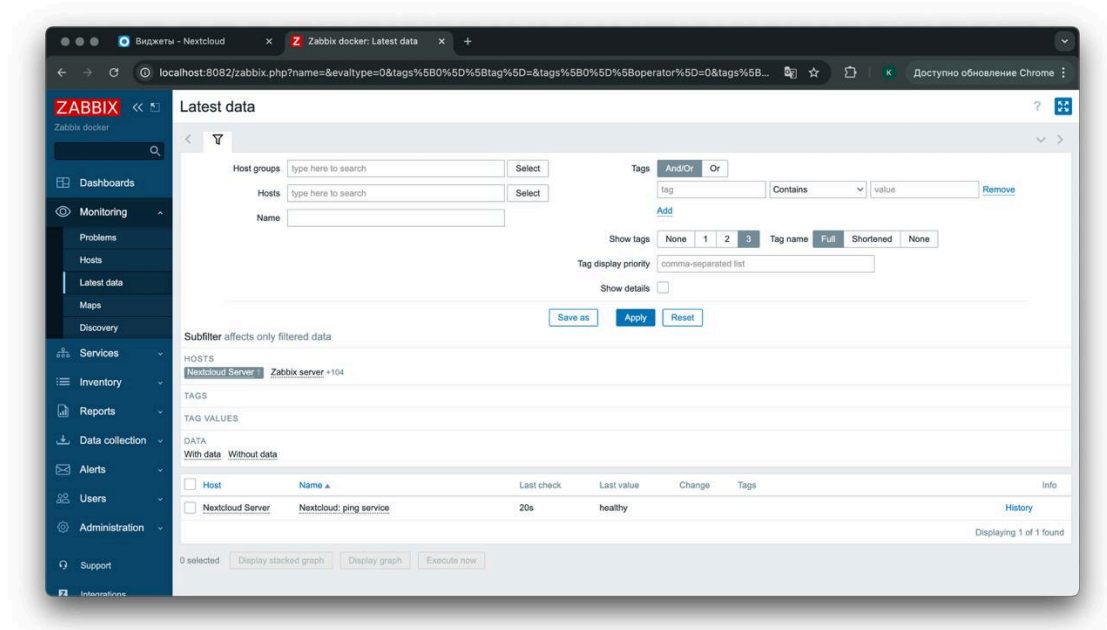 Виджеты - Nextcloud
Z Zabbix docker: Latest data
localhost:8082/zabbix.php?name=&evaltype=0&tags%5B0%5D%5Btag%5D=&tags%5B0%5D%5Boperator%5D=0&tags%5B...
K
Доступно обновление Chrome
ZABBIX
Zabbix docker
Latest data
?
Host groups type here to search Select
Hosts type here to search Select
Name
Tags And/Or Or
tag Contains value Remove
Add
Show tags None 1 2 3 Tag name Full Shortened None
Tag display priority comma-separated list
Show details
Save as Apply Reset
Dashboards
Monitoring
Problems
Hosts
Latest data
Maps
Discovery
Services
Inventory
Reports
Data collection
Alerts
Users
Administration
Support
Z Integrations
Subfilter affects only filtered data
HOSTS
Nextcloud Server 1 Zabbix server +104
TAGS
TAG VALUES
DATA
With data Without data
Host Name Last check Last value Change Tags Info
Nextcloud Server Nextcloud: ping service 20s healthy History
Displaying 1 of 1 found
0 selected Display stacked graph Display graph Execute now